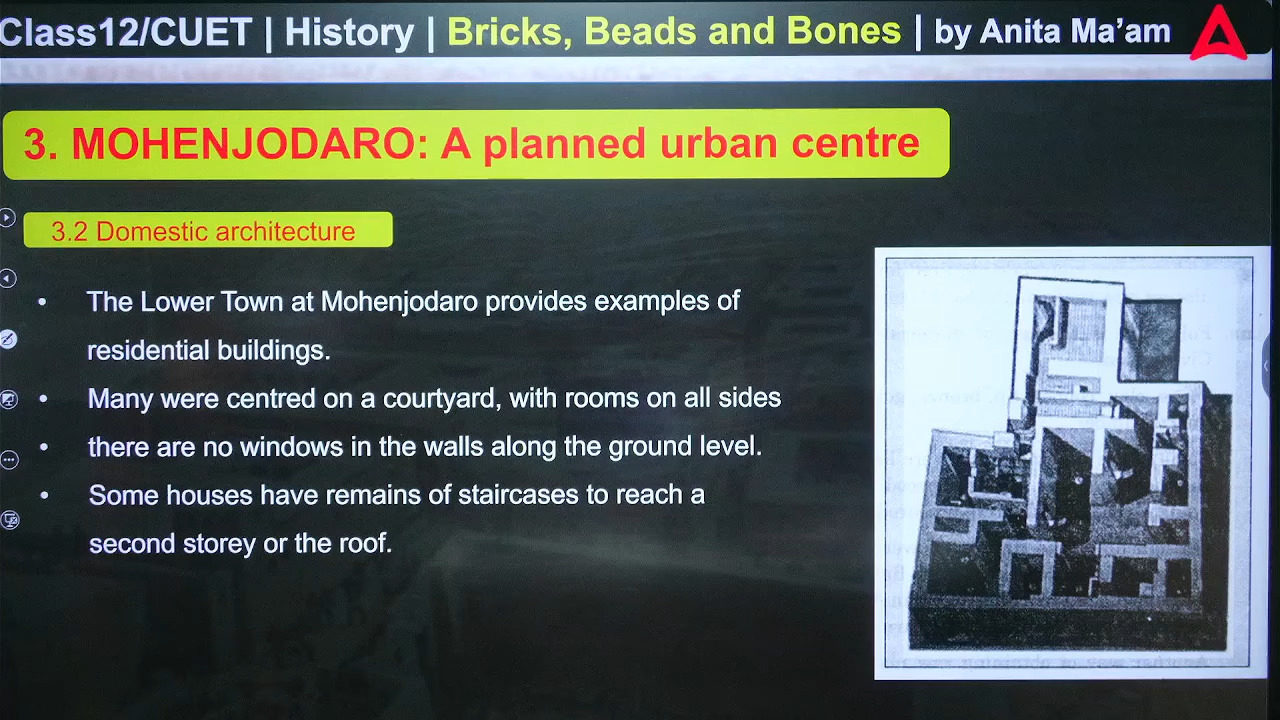 Class12/CUET | History | Bricks, Beads and Bones | by Anita Ma’am
3. MOHENJODARO: A planned urban centre
3.2 Domestic architecture
• The Lower Town at Mohenjodaro provides examples of
residential buildings.
• Many were centred on a courtyard, with rooms on all sides
• there are no windows in the walls along the ground level.
• Some houses have remains of staircases to reach a
second storey or the roof.